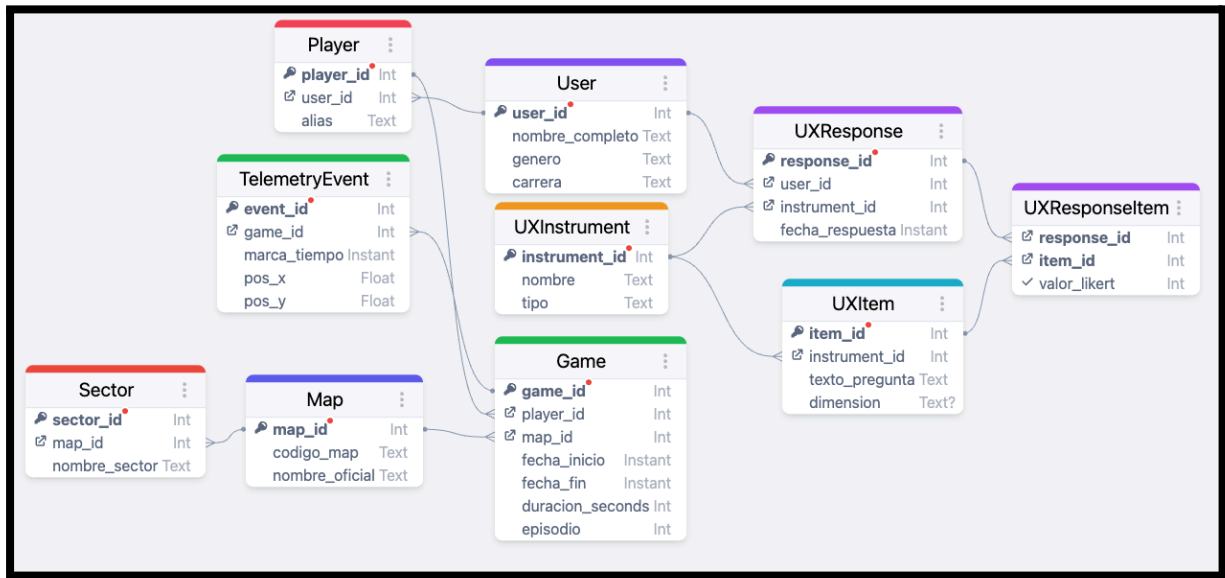 Player
player_id Int
user_id Int
alias Text
User
user_id Int
nombre_completo Text
genero Text
carrera Text
UXResponse
response_id Int
user_id Int
instrument_id Int
fecha_respuesta Instant
TelemetryEvent
event_id Int
game_id Int
marca_tiempo Instant
pos_x Float
pos_y Float
UXInstrument
instrument_id Int
nombre Text
tipo Text
UXResponseItem
response_id Int
item_id Int
valor_likert Int
UXItem
item_id Int
instrument_id Int
texto_pregunta Text
dimension Text?
Sector
sector_id Int
map_id Int
nombre_sector Text
Map
map_id Int
codigo_map Text
nombre_oficial Text
Game
game_id Int
player_id Int
map_id Int
fecha_inicio Instant
fecha_fin Instant
duracion_seconds Int
episodio Int